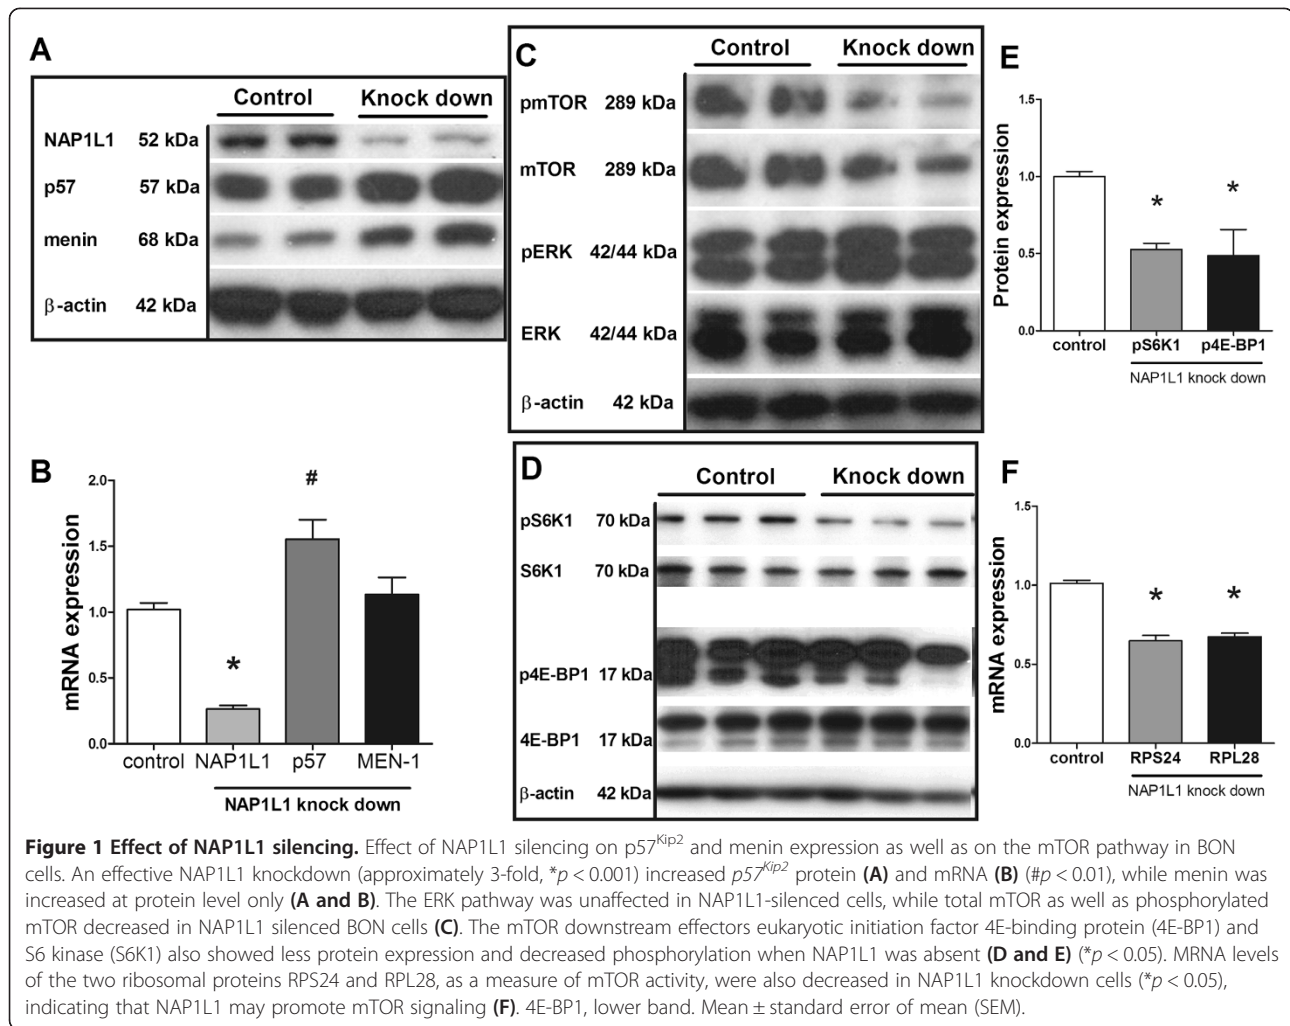 A
Control Knock down
NAP1L1 52 kDa
p57 57 kDa
menin 68 kDa
β-actin 42 kDa
B
mRNA expression
2.0
1.5
1.0
0.5
0.0
*
#
control NAP1L1 p57 MEN-1
NAP1L1 knock down
C
Control Knock down
pmTOR 289 kDa
mTOR 289 kDa
pERK 42/44 kDa
ERK 42/44 kDa
β-actin 42 kDa
D
Control Knock down
pS6K1 70 kDa
S6K1 70 kDa
p4E-BP1 17 kDa
4E-BP1 17 kDa
β-actin 42 kDa
E
Protein expression
1.5
1.0
0.5
0.0
* *
control pS6K1 p4E-BP1
NAP1L1 knock down
F
mRNA expression
1.5
1.0
0.5
0.0
* *
control RPS24 RPL28
NAP1L1 knock down
Figure 1 Effect of NAP1L1 silencing. Effect of NAP1L1 silencing on p57Kip2 and menin expression as well as on the mTOR pathway in BON
cells. An effective NAP1L1 knockdown (approximately 3-fold, *p < 0.001) increased p57Kip2 protein (A) and mRNA (B) (#p < 0.01), while menin was
increased at protein level only (A and B). The ERK pathway was unaffected in NAP1L1-silenced cells, while total mTOR as well as phosphorylated
mTOR decreased in NAP1L1 silenced BON cells (C). The mTOR downstream effectors eukaryotic initiation factor 4E-binding protein (4E-BP1) and
S6 kinase (S6K1) also showed less protein expression and decreased phosphorylation when NAP1L1 was absent (D and E) (*p < 0.05). MRNA levels
of the two ribosomal proteins RPS24 and RPL28, as a measure of mTOR activity, were also decreased in NAP1L1 knockdown cells (*p < 0.05),
indicating that NAP1L1 may promote mTOR signaling (F). 4E-BP1, lower band. Mean ± standard error of mean (SEM).